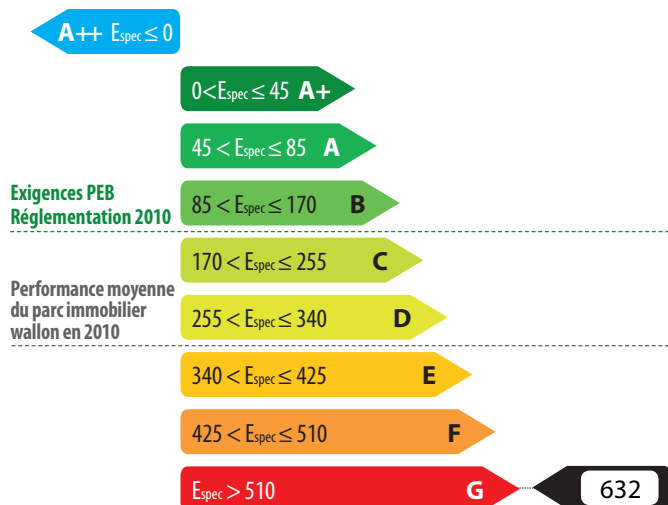 A++ Espec ≤ 0
0<Espec ≤ 45 A+
45 < Espec ≤ 85 A
Exigences PEB
Réglementation 2010
85 < Espec ≤ 170 B
170 < Espec ≤ 255 C
Performance moyenne
du parc immobilier
wallon en 2010
255 < Espec ≤ 340 D
340 < Espec ≤ 425 E
425 < Espec ≤ 510 F
Espec > 510 G 632